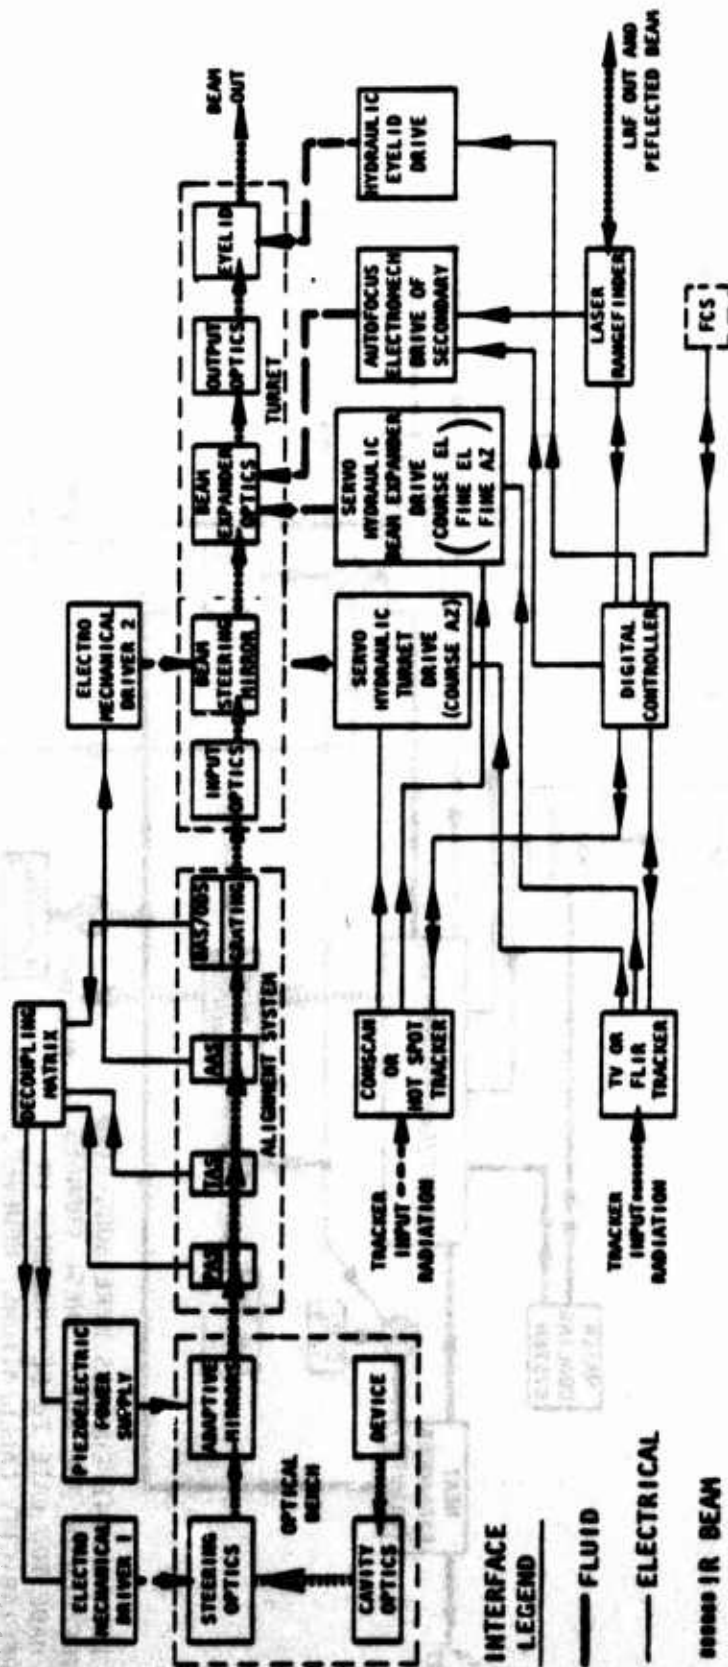 ELECTRO
MECHANICAL
DRIVER 1
PIEZOELECTRIC
POWER
SUPPLY
DECOUPLING
MATRIX
ELECTRO
MECHANICAL
DRIVER 2
STEERING
OPTICS
ADAPTIVE
MIRRORS
OPTICAL
BENCH
CAVITY
OPTICS
DEVICE
PAS
TAS
AAS
BAS/ODS
GRATING
ALIGNMENT SYSTEM
INPUT
OPTICS
BEAM
STEERING
MIRROR
BEAM
EXPANDER
OPTICS
OUTPUT
OPTICS
EYELID
TURRET
BEAM
OUT
TRACKER
INPUT
RADIATION
CONSCAN
OR
HOT SPOT
TRACKER
SERVO
HYDRAULIC
TURRET
DRIVE
(COURSE AZ)
SERVO
HYDRAULIC
BEAM EXPANDER
DRIVE
(COURSE EL
FINE EL
FINE AZ)
AUTOFOCUS
ELECTROMECH
DRIVE OF
SECONDARY
HYDRAULIC
EYELID
DRIVE
TRACKER
INPUT
RADIATION
TV OR
FLIR
TRACKER
DIGITAL
CONTROLLER
LASER
RANGEFINDER
FCS
LRF OUT AND
REFLECTED BEAM
INTERFACE
LEGEND
FLUID
ELECTRICAL
IR BEAM